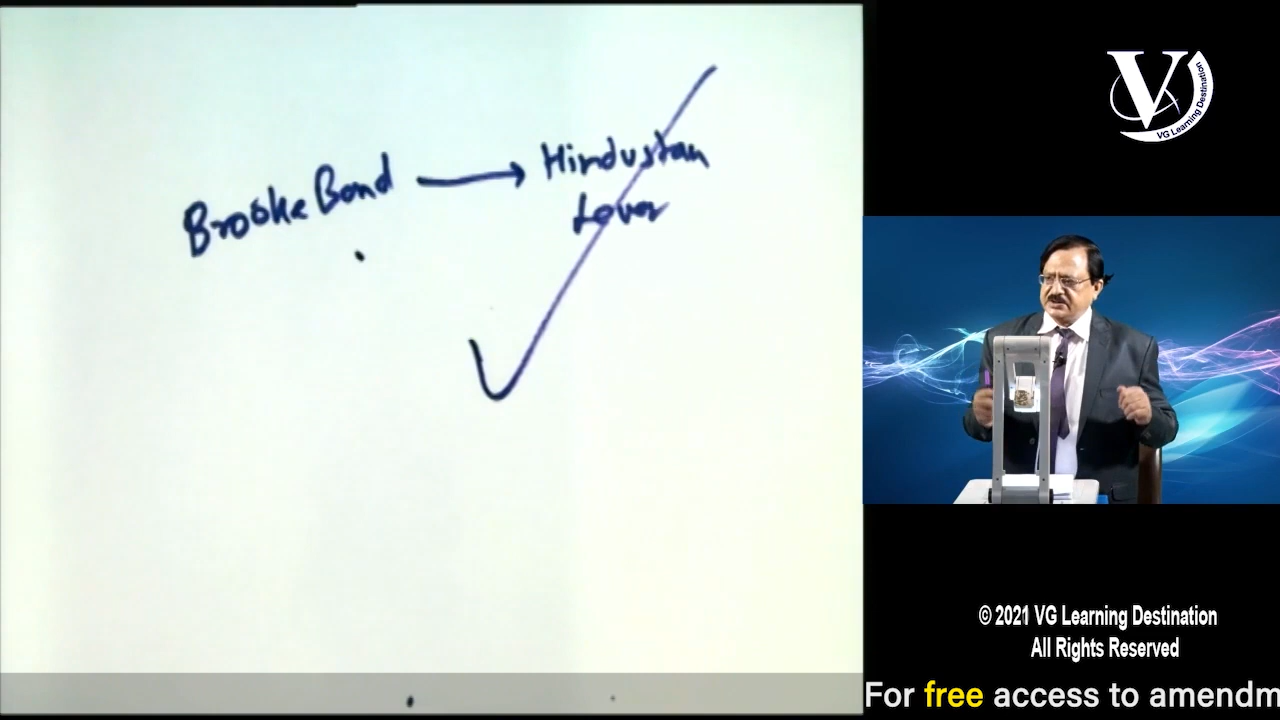 Brooke Bond → Hindustan
Lever
V
VG Learning Destination
© 2021 VG Learning Destination
All Rights Reserved
For free access to amendm